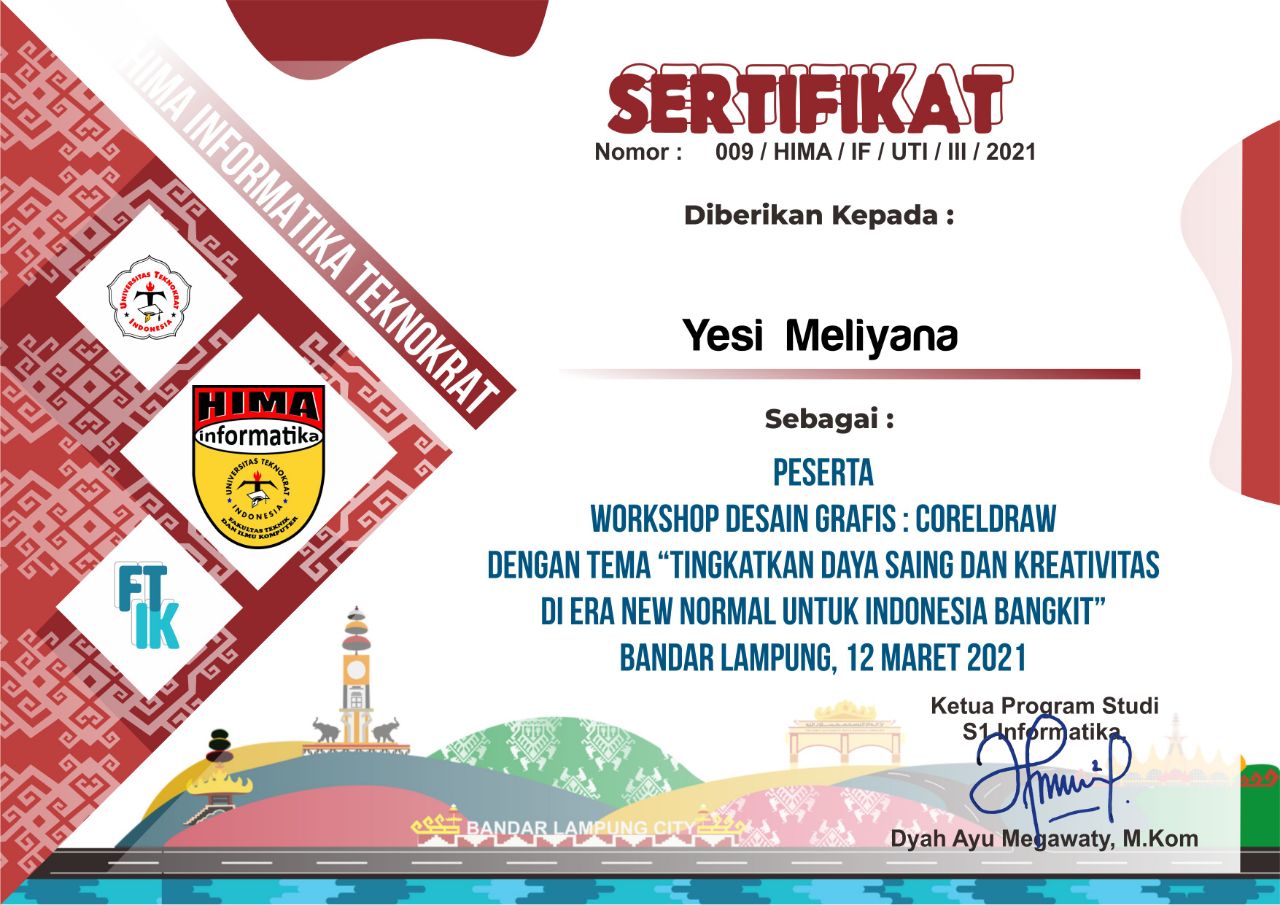 SERTIFIKAT
Nomor : 009 / HIMA / IF / UTI / III / 2021
Diberikan Kepada :
Yesi Meliyana
Sebagai :
PESERTA
WORKSHOP DESAIN GRAFIS : CORELDRAW
DENGAN TEMA “TINGKATKAN DAYA SAING DAN KREATIVITAS
DI ERA NEW NORMAL UNTUK INDONESIA BANGKIT”
BANDAR LAMPUNG, 12 MARET 2021
Ketua Program Studi
S1 Informatika,
Dyah Ayu Megawaty, M.Kom
HIMA INFORMATIKA TEKNOKRAT
UNIVERSITAS TEKNOKRAT
INDONESIA
HIMA
informatika
UNIVERSITAS TEKNOKRAT
INDONESIA
FAKULTAS TEKNIK
DAN ILMU KOMPUTER
FT
IK
BANDAR LAMPUNG CITY